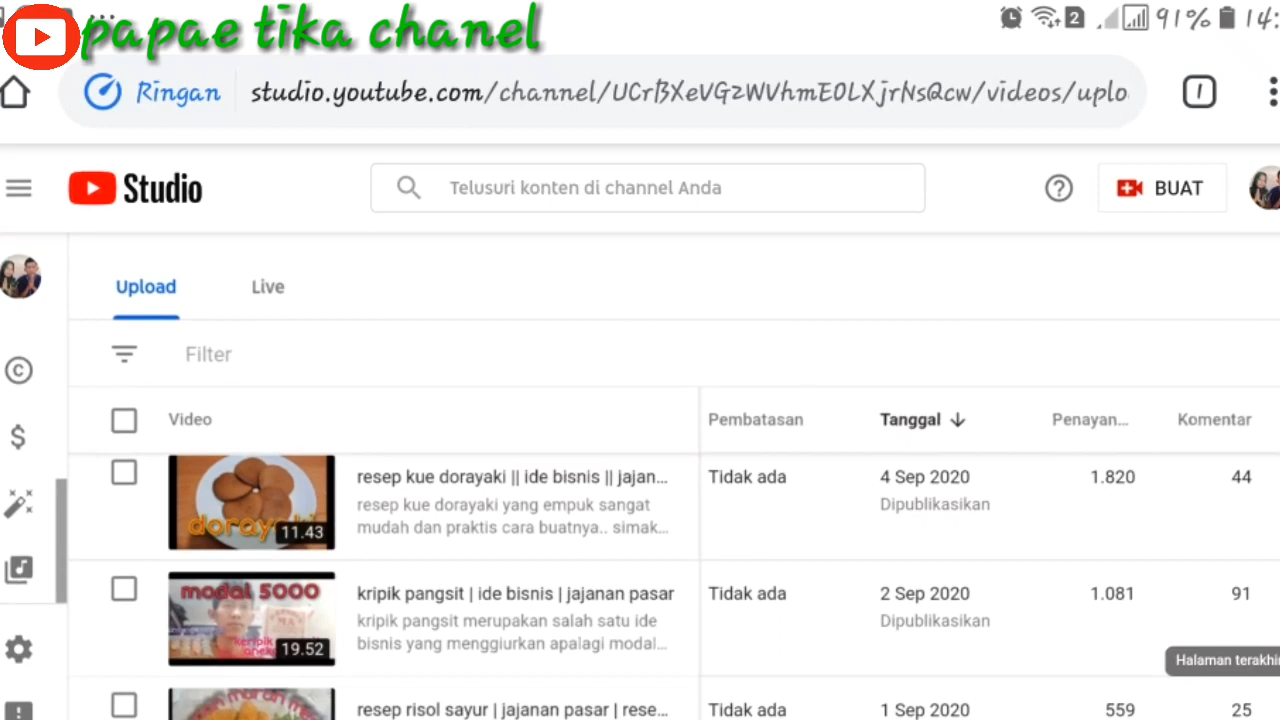 papae tika chanel
2 91% 14:
Ringan studio.youtube.com/channel/UCrBXeVG2WVhmE0LXjrNsQcw/videos/uplo
1
Studio
Telusuri konten di channel Anda
BUAT
Upload Live
Filter
Video Pembatasan Tanggal Penayan... Komentar
resep kue dorayaki || ide bisnis || jajan... Tidak ada 4 Sep 2020 1.820 44
resep kue dorayaki yang empuk sangat Dipublikasikan
mudah dan praktis cara buatnya.. simak...
dorayaki
11.43
modal 5000
kripik pangsit | ide bisnis | jajanan pasar Tidak ada 2 Sep 2020 1.081 91
kripik pangsit merupakan salah satu ide Dipublikasikan
bisnis yang menggiurkan apalagi modal...
19.52
Halaman terakhir
resep risol sayur | jajanan pasar | rese... Tidak ada 1 Sep 2020 559 25